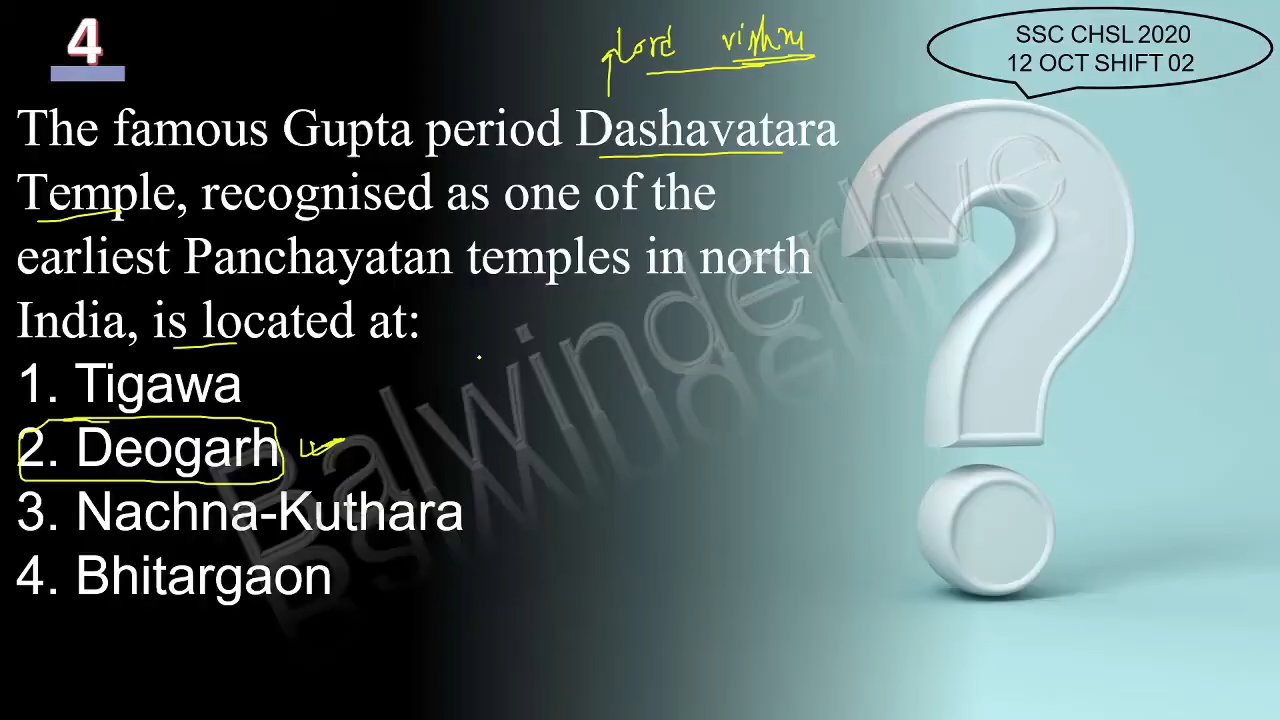 4
Lord vishnu
SSC CHSL 2020
12 OCT SHIFT 02
The famous Gupta period Dashavatara
Temple, recognised as one of the
earliest Panchayatan temples in north
India, is located at:
1. Tigawa
2. Deogarh
3. Nachna-Kuthara
4. Bhitargaon
Balwinderlive